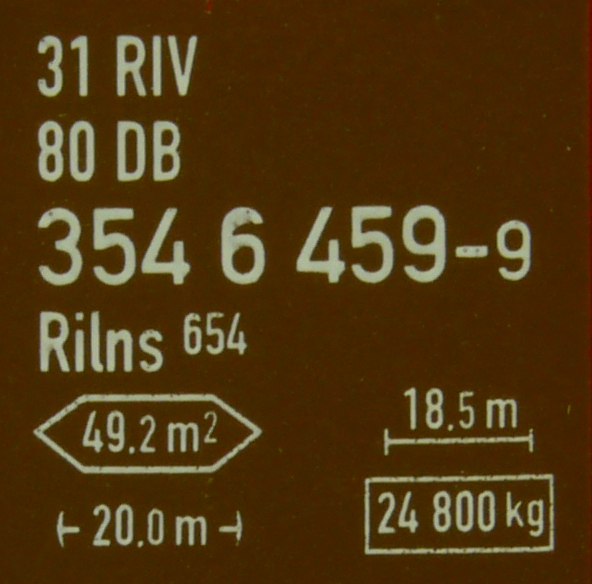 31 RIV
80 DB
354 6 459-9
Rilns 654
49.2 m²
18.5 m
20.0 m
24 800 kg